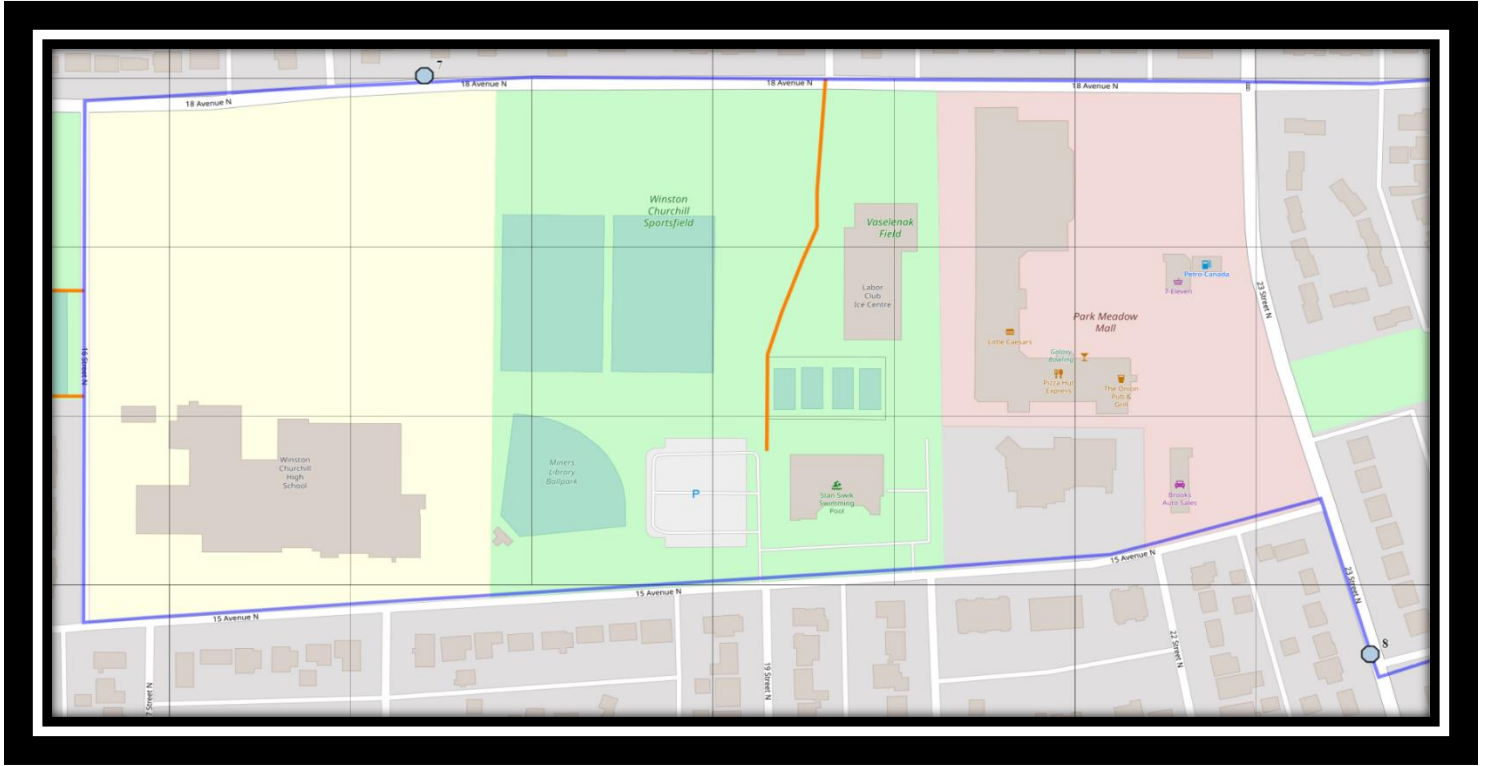 7
18 Avenue N
18 Avenue N
18 Avenue N
18 Avenue N
Winston
Churchill
Sportsfield
Vaselenak
Field
Labor
Club
Ice Centre
Petro-Canada
7-Eleven
23 Street N
Park Meadow
Mall
Little Caesars
Galaxy
Bowling
Pizza Hut
Express
The Onion
Pub &
Grill
16 Street N
Winston
Churchill
High
School
Miners
Library
Ballpark
P
Stan Siwik
Swimming
Pool
Brooks
Auto Sales
15 Avenue N
15 Avenue N
15 Avenue N
23 Street N
22 Street N
19 Street N
7 Street N
8